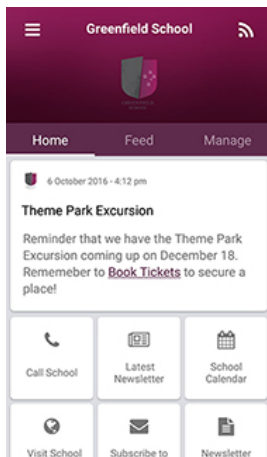 Greenfield School
GREENFIELD
SCHOOL
Home Feed Manage
6 October 2016 - 4:12 pm
Theme Park Excursion
Reminder that we have the Theme Park
Excursion coming up on December 18.
Rememeber to Book Tickets to secure a
place!
Call School
Latest
Newsletter
School
Calendar
Visit School
Subscribe to
Newsletter